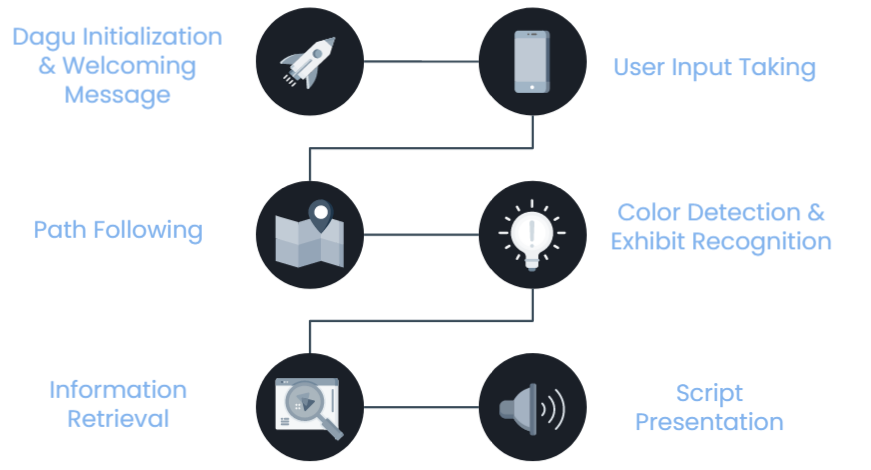 Dagu Initialization
& Welcoming
Message
User Input Taking
Path Following
Color Detection &
Exhibit Recognition
Information
Retrieval
Script
Presentation